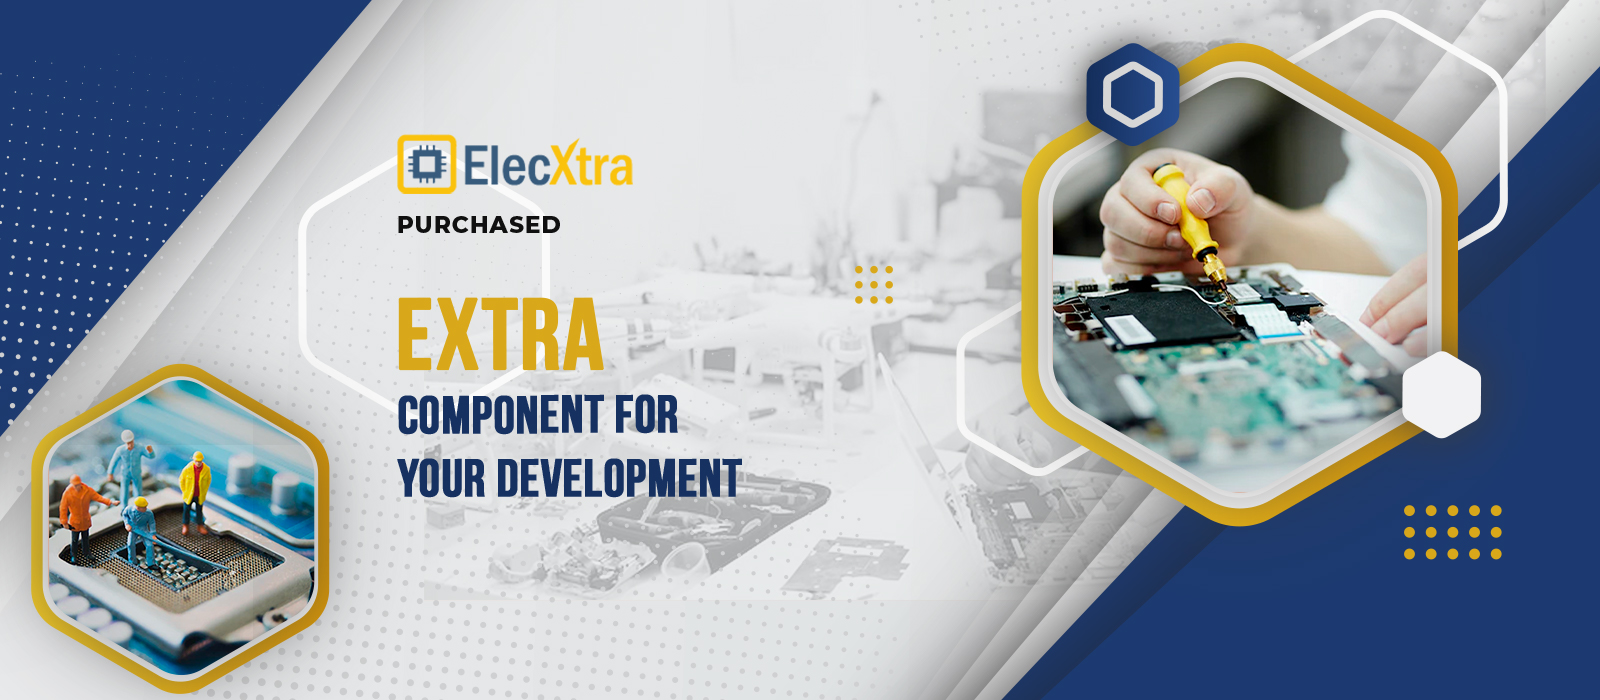 ElecXtra
PURCHASED
EXTRA
COMPONENT FOR
YOUR DEVELOPMENT